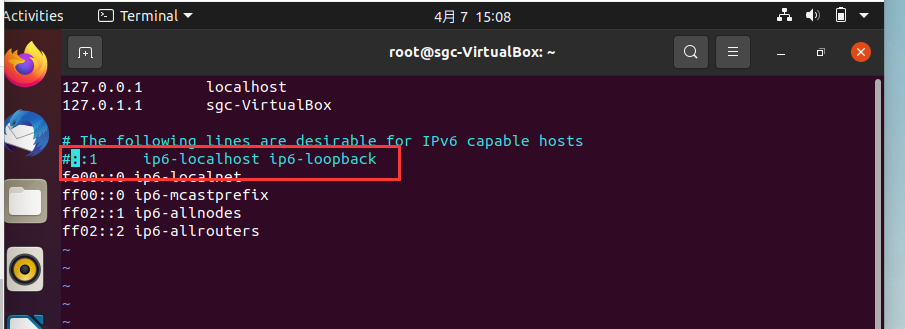 Activities
Terminal
4月 7 15:08
root@sgc-VirtualBox: ~
127.0.0.1 localhost
127.0.1.1 sgc-VirtualBox
# The following lines are desirable for IPv6 capable hosts
#::1 ip6-localhost ip6-loopback
fe00::0 ip6-localnet
ff00::0 ip6-mcastprefix
ff02::1 ip6-allnodes
ff02::2 ip6-allrouters
~
~
~
~
~